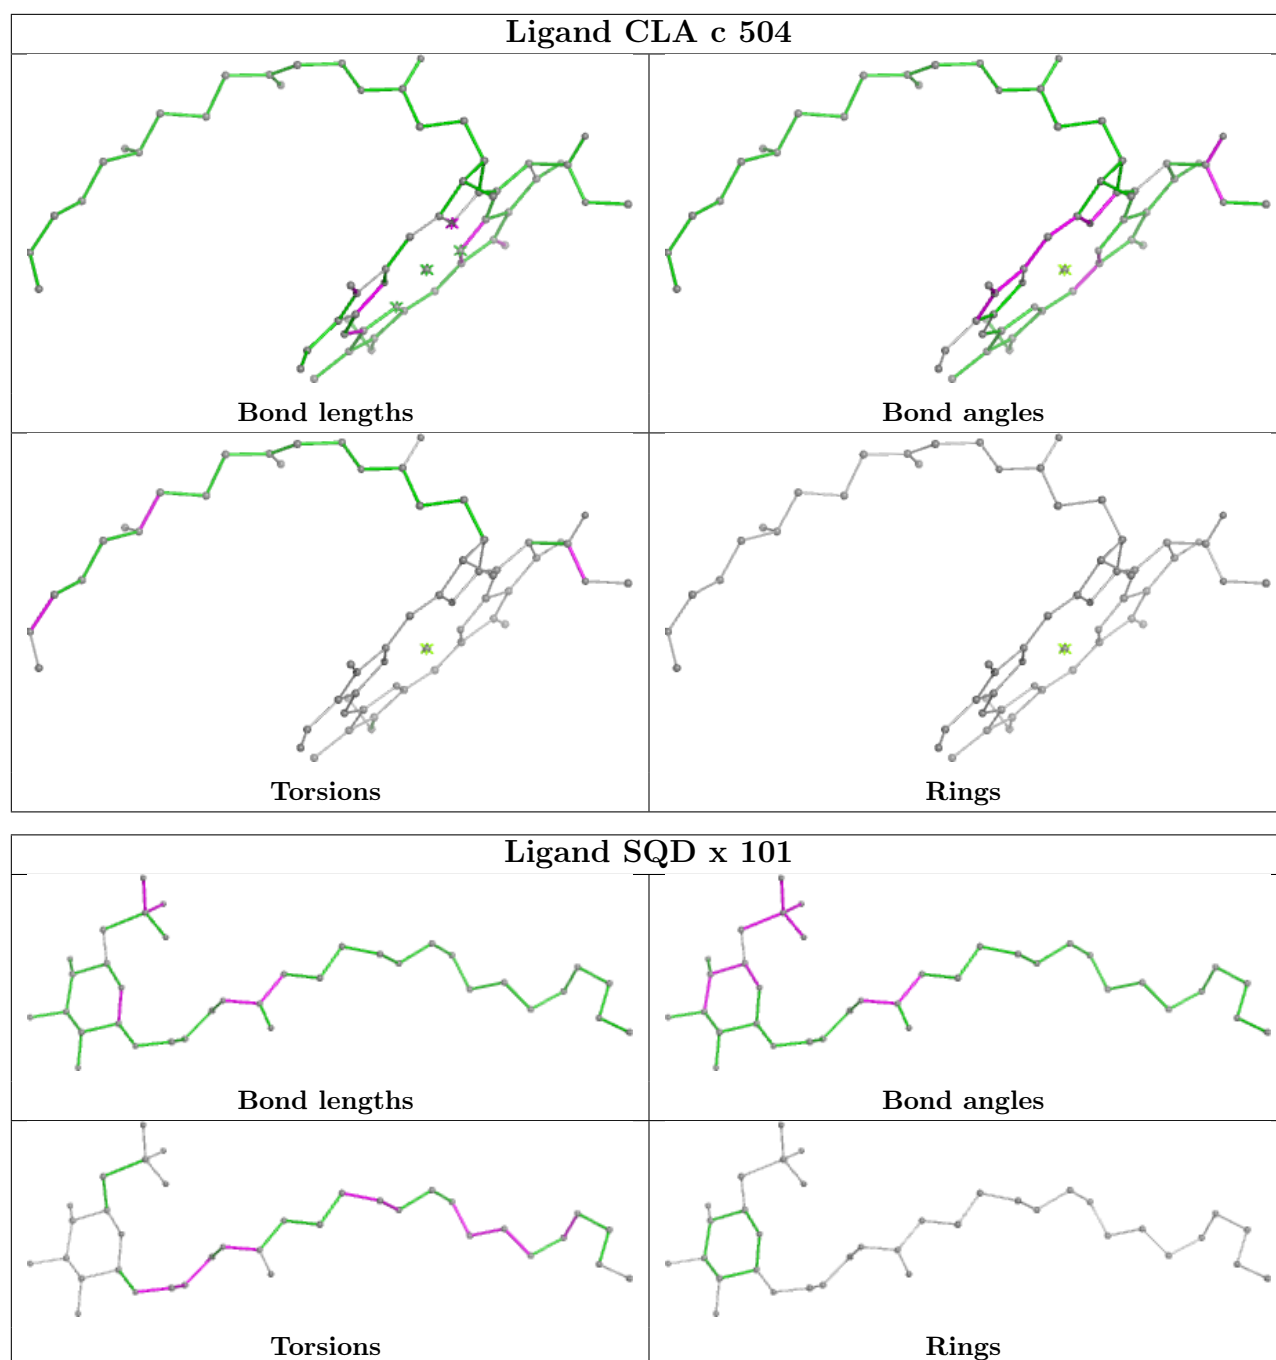 Ligand CLA c 504
Bond lengths
Bond angles
Torsions
Rings
Ligand SQD x 101
Bond lengths
Bond angles
Torsions
Rings